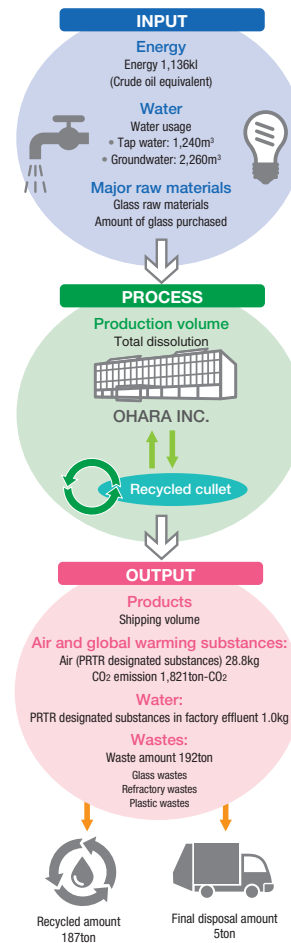 INPUT
Energy
Energy 1,136kl
(Crude oil equivalent)
Water
Water usage
• Tap water: 1,240m³
• Groundwater: 2,260m³
Major raw materials
Glass raw materials
Amount of glass purchased
PROCESS
Production volume
Total dissolution
OHARA INC.
Recycled cullet
OUTPUT
Products
Shipping volume
Air and global warming substances:
Air (PRTR designated substances) 28.8kg
CO₂ emission 1,821ton-CO₂
Water:
PRTR designated substances in factory effluent 1.0kg
Wastes:
Waste amount 192ton
Glass wastes
Refractory wastes
Plastic wastes
Recycled amount
187ton
Final disposal amount
5ton